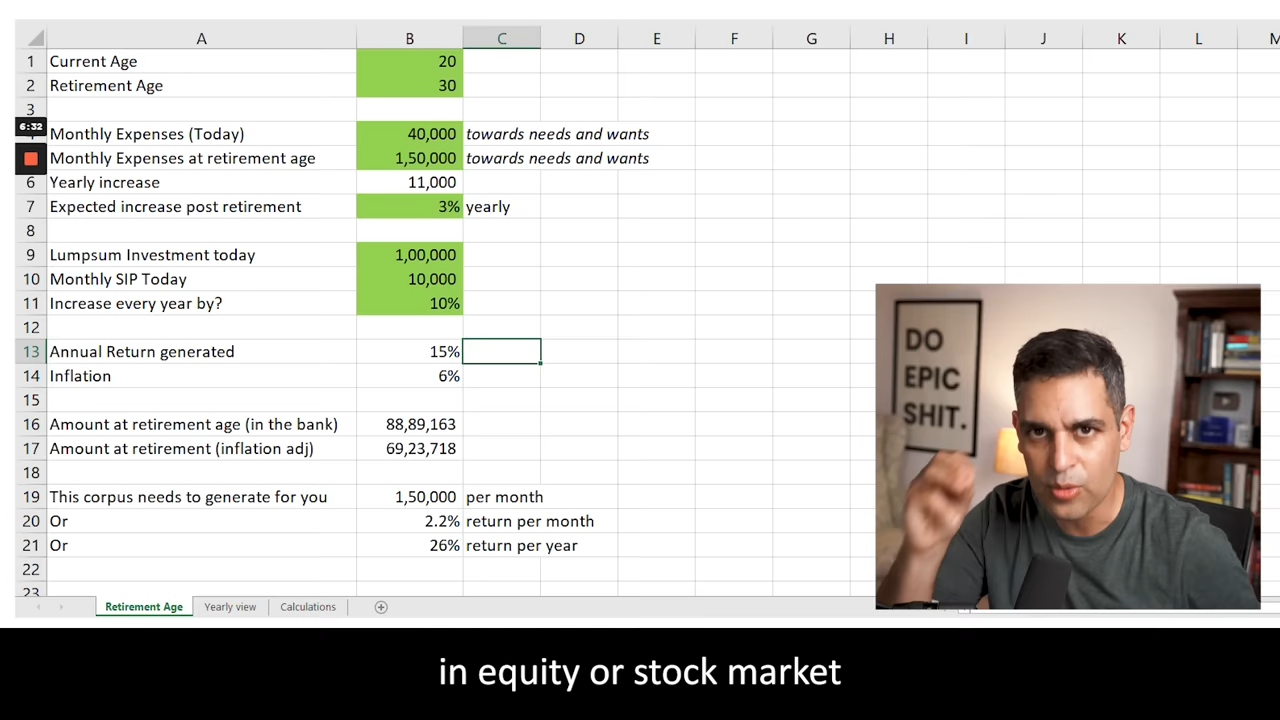 A B C D E F G H I J K L M
1 Current Age 20
2 Retirement Age 30
3
6:32
Monthly Expenses (Today) 40,000 towards needs and wants
Monthly Expenses at retirement age 1,50,000 towards needs and wants
6 Yearly increase 11,000
7 Expected increase post retirement 3% yearly
8
9 Lumpsum Investment today 1,00,000
10 Monthly SIP Today 10,000
11 Increase every year by? 10%
12
13 Annual Return generated 15%
14 Inflation 6%
15
16 Amount at retirement age (in the bank) 88,89,163
17 Amount at retirement (inflation adj) 69,23,718
18
19 This corpus needs to generate for you 1,50,000 per month
20 Or 2.2% return per month
21 Or 26% return per year
22
23
Retirement Age Yearly view Calculations
DO
EPIC
SHIT.
in equity or stock market